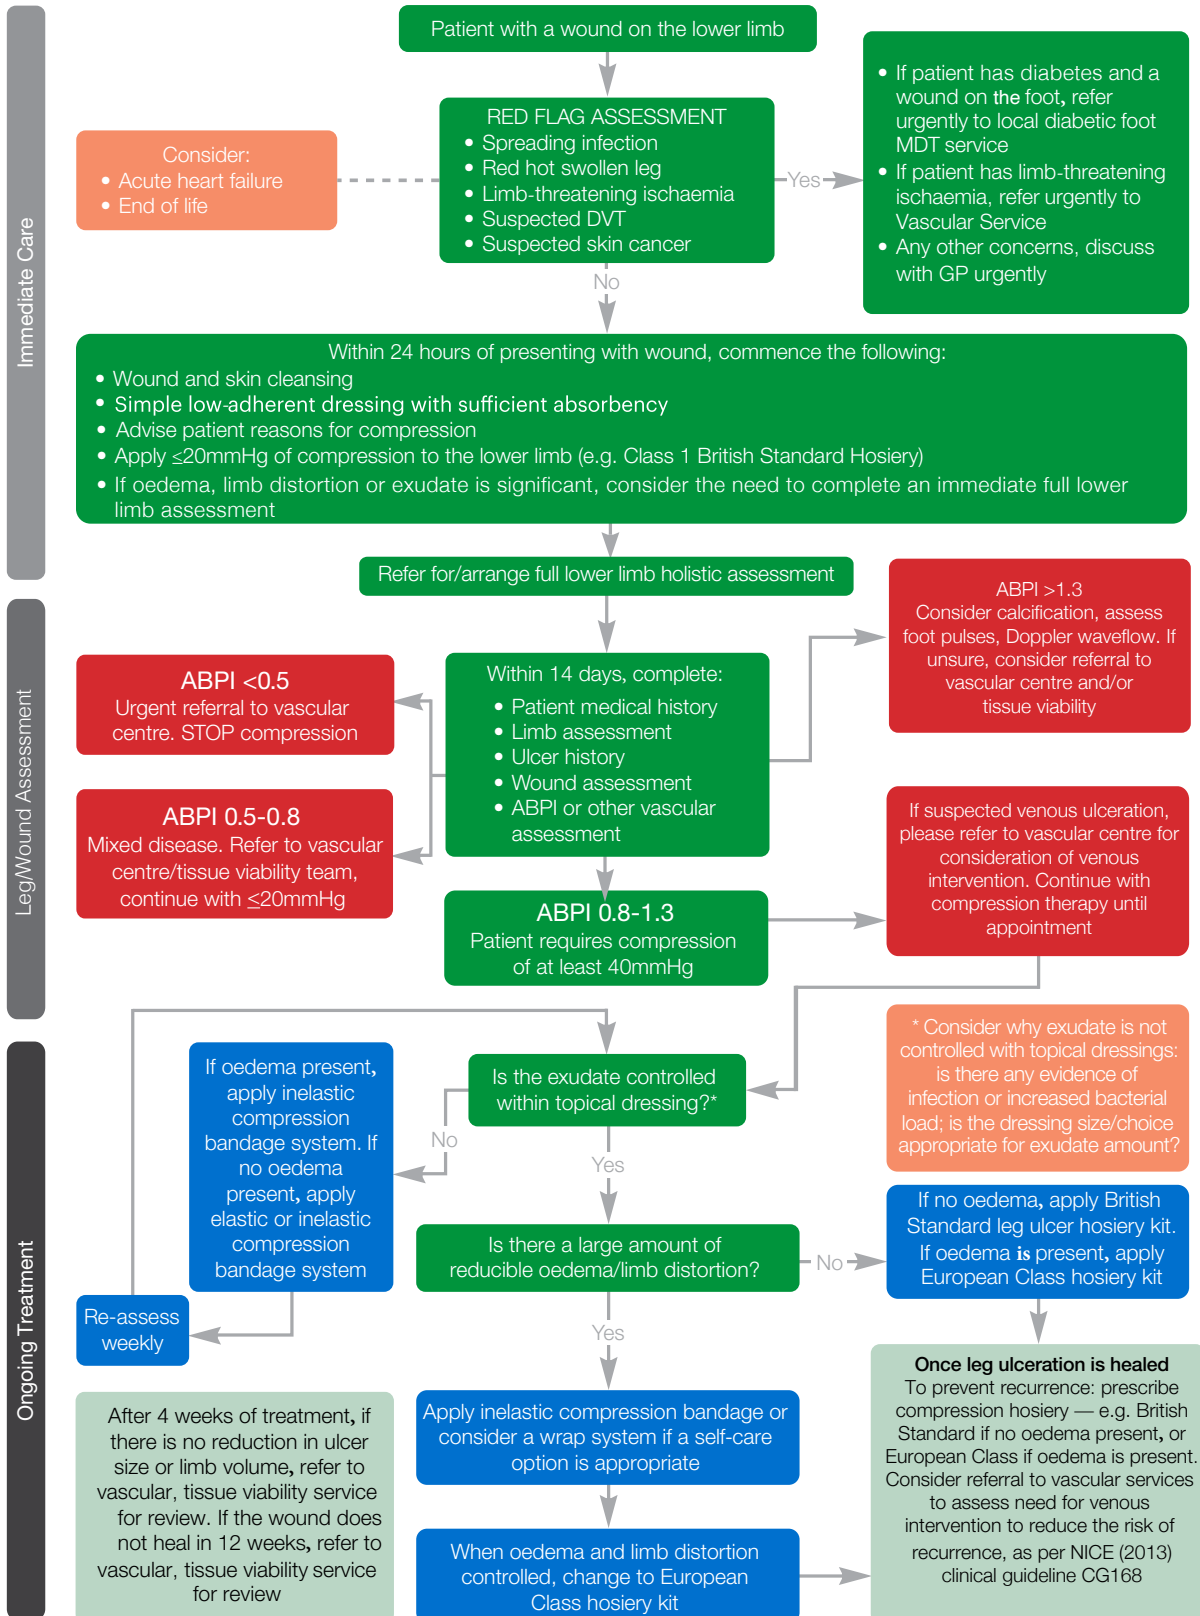 Immediate Care
Patient with a wound on the lower limb
RED FLAG ASSESSMENT
• Spreading infection
• Red hot swollen leg
• Limb-threatening ischaemia
• Suspected DVT
• Suspected skin cancer
Consider:
• Acute heart failure
• End of life
Yes
• If patient has diabetes and a
wound on the foot, refer
urgently to local diabetic foot
MDT service
• If patient has limb-threatening
ischaemia, refer urgently to
Vascular Service
• Any other concerns, discuss
with GP urgently
No
Within 24 hours of presenting with wound, commence the following:
• Wound and skin cleansing
• Simple low-adherent dressing with sufficient absorbency
• Advise patient reasons for compression
• Apply ≤20mmHg of compression to the lower limb (e.g. Class 1 British Standard Hosiery)
• If oedema, limb distortion or exudate is significant, consider the need to complete an immediate full lower
limb assessment
Refer for/arrange full lower limb holistic assessment
Leg/Wound Assessment
Within 14 days, complete:
• Patient medical history
• Limb assessment
• Ulcer history
• Wound assessment
• ABPI or other vascular
assessment
ABPI >1.3
Consider calcification, assess
foot pulses, Doppler waveflow. If
unsure, consider referral to
vascular centre and/or
tissue viability
ABPI <0.5
Urgent referral to vascular
centre. STOP compression
ABPI 0.5-0.8
Mixed disease. Refer to vascular
centre/tissue viability team,
continue with ≤20mmHg
ABPI 0.8-1.3
Patient requires compression
of at least 40mmHg
If suspected venous ulceration,
please refer to vascular centre for
consideration of venous
intervention. Continue with
compression therapy until
appointment
Ongoing Treatment
Is the exudate controlled
within topical dressing?*
* Consider why exudate is not
controlled with topical dressings:
is there any evidence of
infection or increased bacterial
load; is the dressing size/choice
appropriate for exudate amount?
No
If oedema present,
apply inelastic
compression
bandage system. If
no oedema
present, apply
elastic or inelastic
compression
bandage system
Re-assess
weekly
Yes
Is there a large amount of
reducible oedema/limb distortion?
No
If no oedema, apply British
Standard leg ulcer hosiery kit.
If oedema is present, apply
European Class hosiery kit
Yes
Apply inelastic compression bandage or
consider a wrap system if a self-care
option is appropriate
When oedema and limb distortion
controlled, change to European
Class hosiery kit
Once leg ulceration is healed
To prevent recurrence: prescribe
compression hosiery — e.g. British
Standard if no oedema present, or
European Class if oedema is present.
Consider referral to vascular services
to assess need for venous
intervention to reduce the risk of
recurrence, as per NICE (2013)
clinical guideline CG168
After 4 weeks of treatment, if
there is no reduction in ulcer
size or limb volume, refer to
vascular, tissue viability service
for review. If the wound does
not heal in 12 weeks, refer to
vascular, tissue viability service
for review